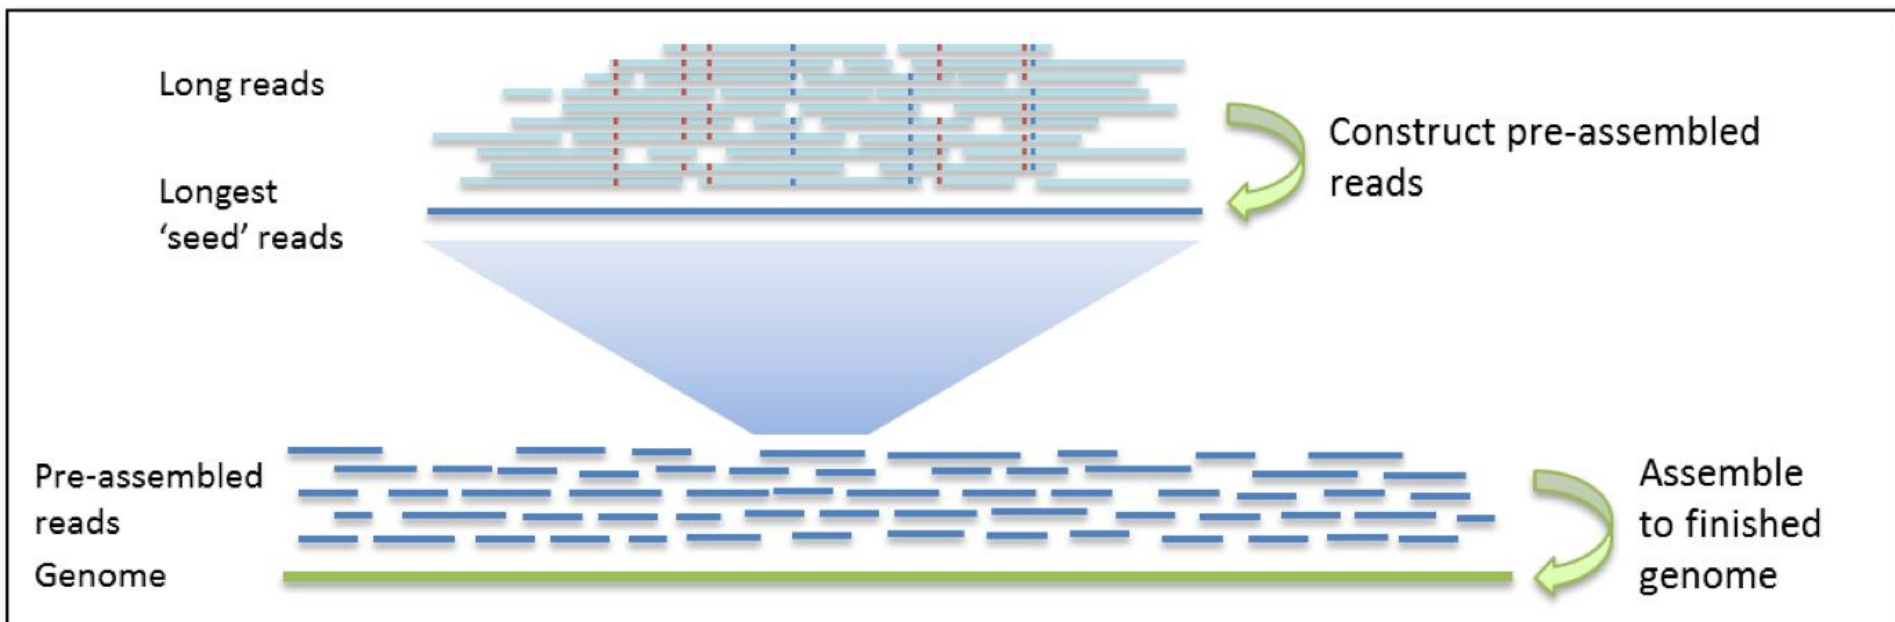 Long reads
Longest
‘seed’ reads
Construct pre-assembled
reads
Pre-assembled
reads
Genome
Assemble
to finished
genome